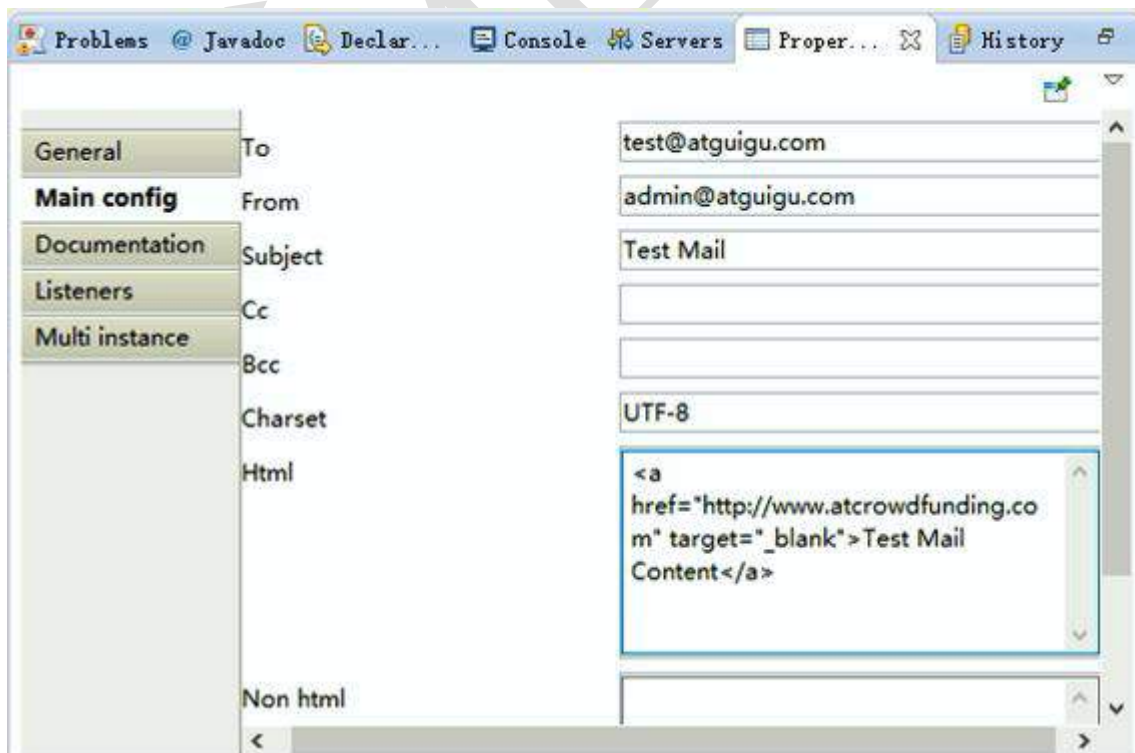 Problems @ Javadoc Declar... Console Servers Proper... History
General
Main config
Documentation
Listeners
Multi instance
To test@atguigu.com
From admin@atguigu.com
Subject Test Mail
Cc
Bcc
Charset UTF-8
Html
<a
href="http://www.atcrowdfunding.co
m" target="_blank">Test Mail
Content</a>
Non html